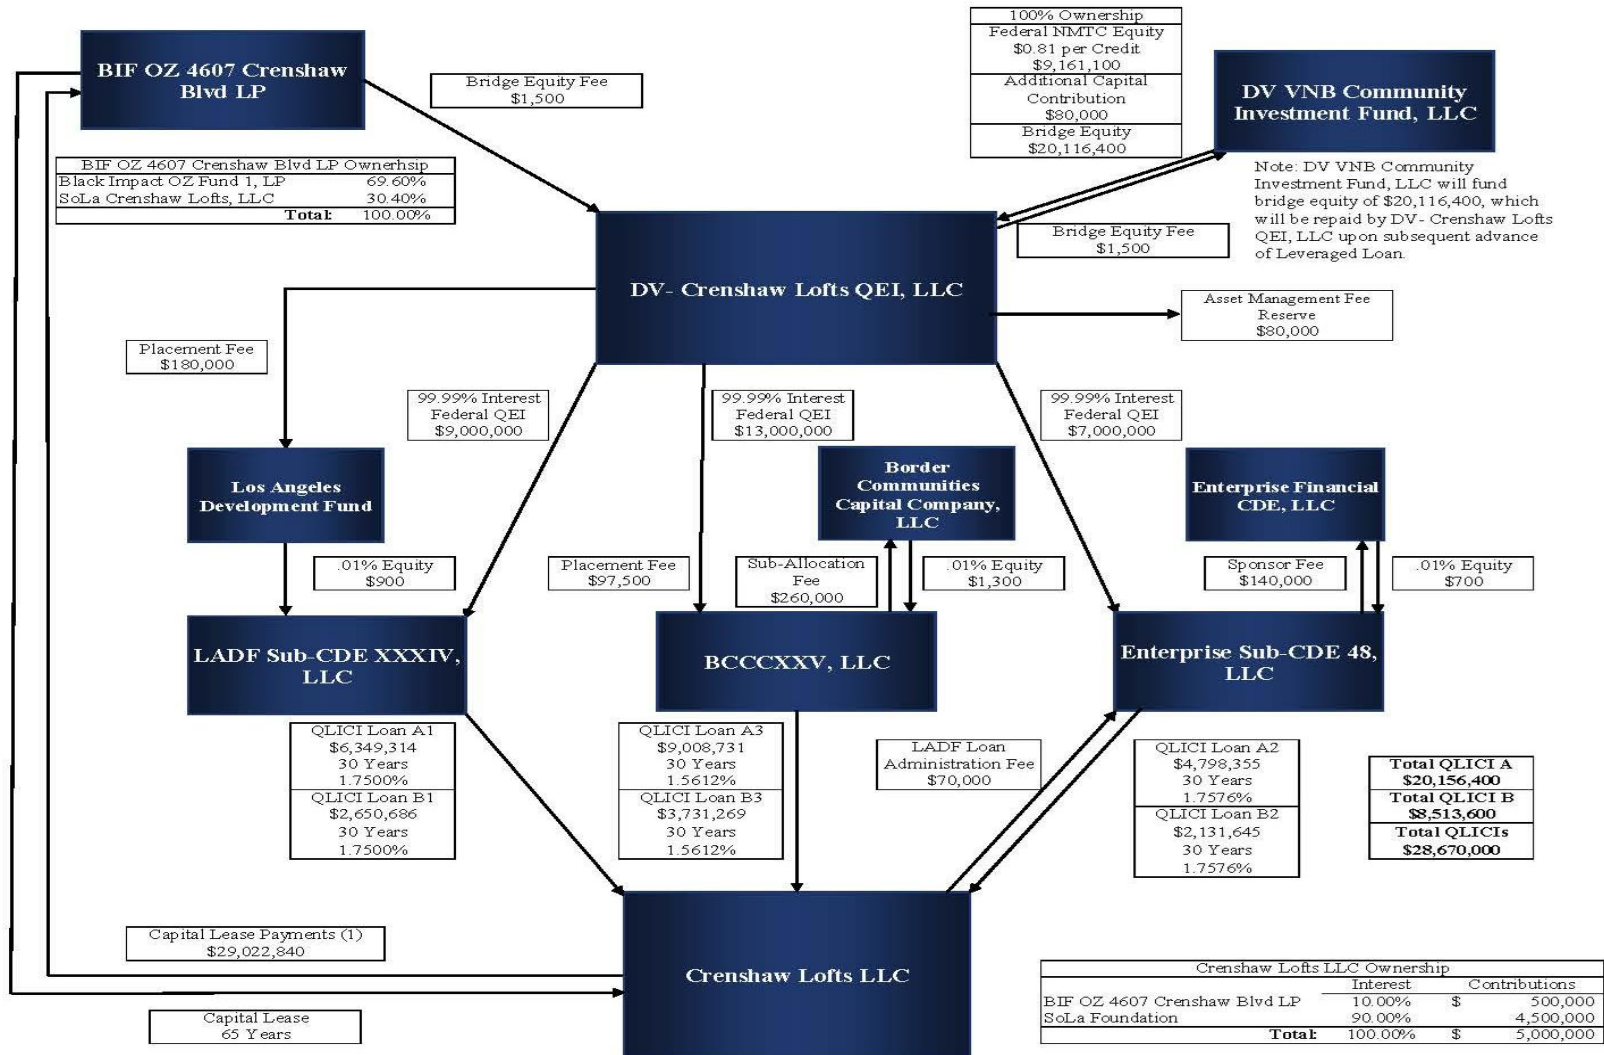 100% Ownership
Federal NMTC Equity
$0.81 per Credit
$9,161,100
Additional Capital
Contribution
$80,000
Bridge Equity
$20,116,400
BIF OZ 4607 Crenshaw
Blvd LP
Bridge Equity Fee
$1,500
DV VNB Community
Investment Fund, LLC
BIF OZ 4607 Crenshaw Blvd LP Ownerhsip
Black Impact OZ Fund 1, LP 69.60%
SoLa Crenshaw Lofts, LLC 30.40%
Total: 100.00%
Note: DV VNB Community
Investment Fund, LLC will fund
bridge equity of $20,116,400, which
will be repaid by DV- Crenshaw Lofts
QEI, LLC upon subsequent advance
of Leveraged Loan.
Bridge Equity Fee
$1,500
DV- Crenshaw Lofts QEI, LLC
Asset Management Fee
Reserve
$80,000
Placement Fee
$180,000
99.99% Interest
Federal QEI
$9,000,000
99.99% Interest
Federal QEI
$13,000,000
99.99% Interest
Federal QEI
$7,000,000
Los Angeles
Development Fund
Border
Communities
Capital Company,
LLC
Enterprise Financial
CDE, LLC
.01% Equity
$900
Placement Fee
$97,500
Sub-Allocation
Fee
$260,000
.01% Equity
$1,300
Sponsor Fee
$140,000
.01% Equity
$700
LADF Sub-CDE XXXIV,
LLC
BCCCXXV, LLC
Enterprise Sub-CDE 48,
LLC
QLICI Loan A1
$6,349,314
30 Years
1.7500%
QLICI Loan B1
$2,650,686
30 Years
1.7500%
QLICI Loan A3
$9,008,731
30 Years
1.5612%
QLICI Loan B3
$3,731,269
30 Years
1.5612%
LADF Loan
Administration Fee
$70,000
QLICI Loan A2
$4,798,355
30 Years
1.7576%
QLICI Loan B2
$2,131,645
30 Years
1.7576%
Total QLICI A
$20,156,400
Total QLICI B
$8,513,600
Total QLICIs
$28,670,000
Capital Lease Payments (1)
$29,022,840
Crenshaw Lofts LLC
Capital Lease
65 Years
Crenshaw Lofts LLC Ownership
Interest Contributions
BIF OZ 4607 Crenshaw Blvd LP 10.00% $ 500,000
SoLa Foundation 90.00% 4,500,000
Total: 100.00% $ 5,000,000